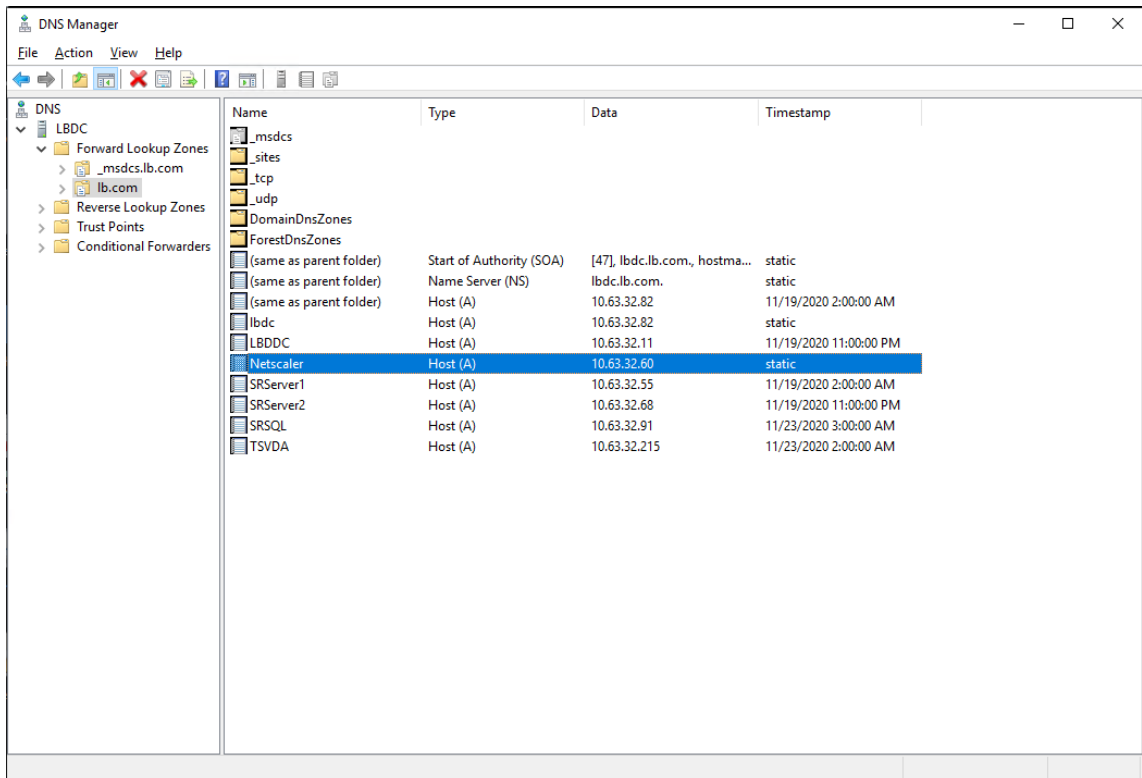 DNS Manager
File Action View Help
DNS
LBDC
Forward Lookup Zones
_msdcs.lb.com
lb.com
Reverse Lookup Zones
Trust Points
Conditional Forwarders
Name Type Data Timestamp
_msdcs
_sites
_tcp
_udp
DomainDnsZones
ForestDnsZones
(same as parent folder) Start of Authority (SOA) [47], lbdc.lb.com., hostma... static
(same as parent folder) Name Server (NS) lbdc.lb.com. static
(same as parent folder) Host (A) 10.63.32.82 11/19/2020 2:00:00 AM
lbdc Host (A) 10.63.32.82 static
LBDDC Host (A) 10.63.32.11 11/19/2020 11:00:00 PM
Netscaler Host (A) 10.63.32.60 static
SRServer1 Host (A) 10.63.32.55 11/19/2020 2:00:00 AM
SRServer2 Host (A) 10.63.32.68 11/19/2020 11:00:00 PM
SRSQL Host (A) 10.63.32.91 11/23/2020 3:00:00 AM
TSVDA Host (A) 10.63.32.215 11/23/2020 2:00:00 AM